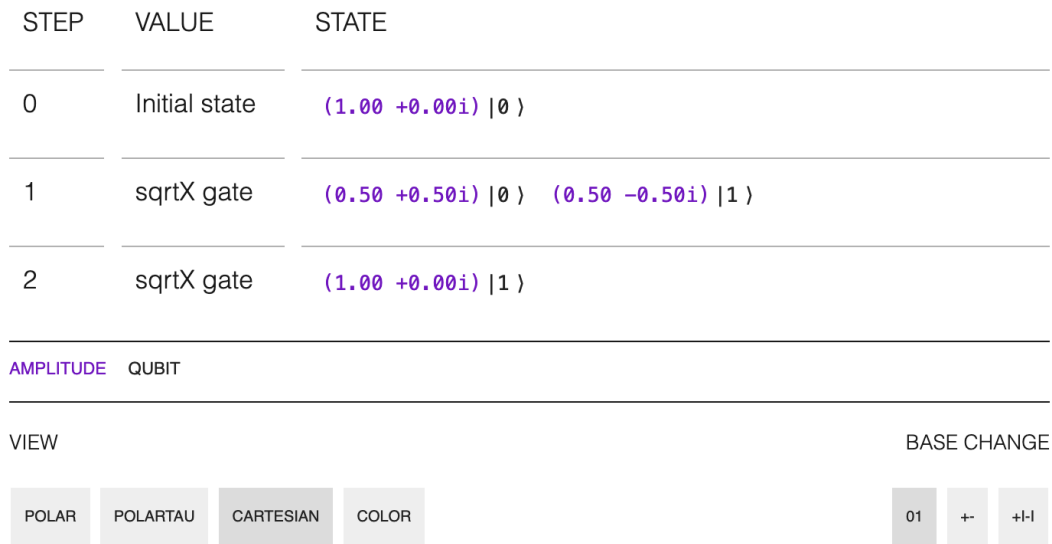 STEP VALUE STATE
0 Initial state (1.00 +0.00i)|0⟩
1 sqrtX gate (0.50 +0.50i)|0⟩ (0.50 -0.50i)|1⟩
2 sqrtX gate (1.00 +0.00i)|1⟩
AMPLITUDE QUBIT
VIEW BASE CHANGE
POLAR POLARTAU CARTESIAN COLOR 01 +- +I-I